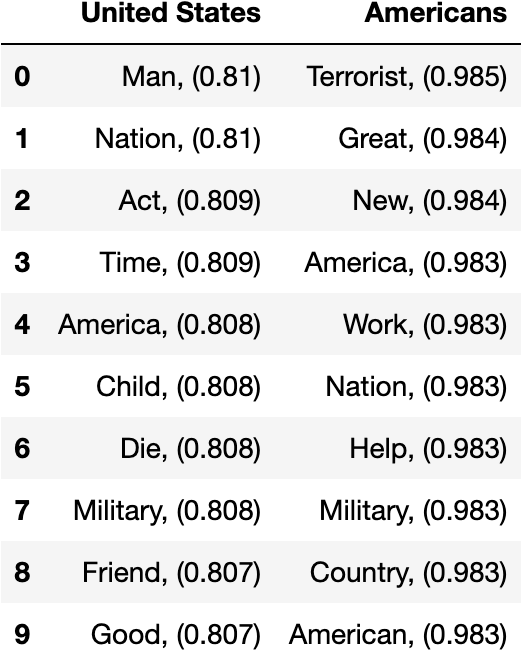 United States Americans
0 Man, (0.81) Terrorist, (0.985)
1 Nation, (0.81) Great, (0.984)
2 Act, (0.809) New, (0.984)
3 Time, (0.809) America, (0.983)
4 America, (0.808) Work, (0.983)
5 Child, (0.808) Nation, (0.983)
6 Die, (0.808) Help, (0.983)
7 Military, (0.808) Military, (0.983)
8 Friend, (0.807) Country, (0.983)
9 Good, (0.807) American, (0.983)